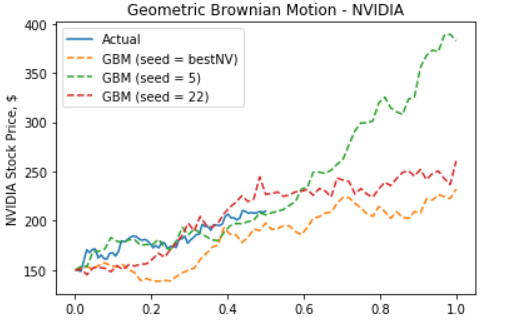 Geometric Brownian Motion - NVIDIA
400
350
300
250
200
150
NVIDIA Stock Price, $
Actual
GBM (seed = bestNV)
GBM (seed = 5)
GBM (seed = 22)
0.0 0.2 0.4 0.6 0.8 1.0